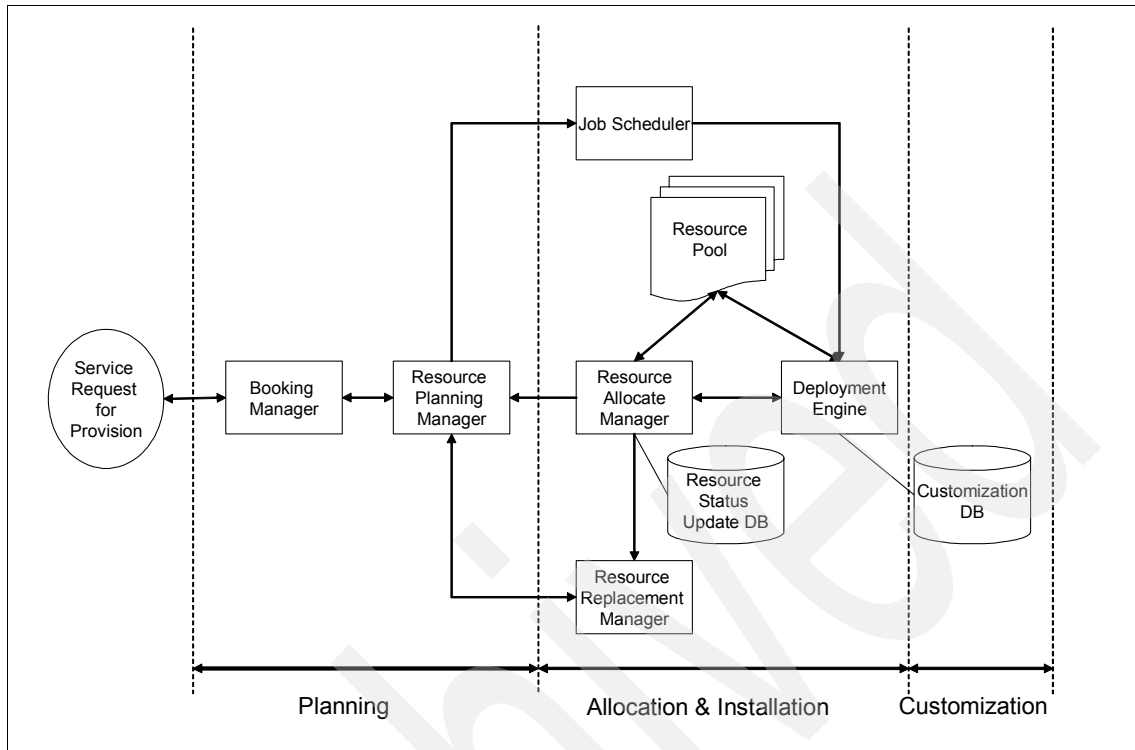 Job Scheduler
Resource
Pool
Service
Request
for
Provision
Booking
Manager
Resource
Planning
Manager
Resource
Allocate
Manager
Deployment
Engine
Resource
Status
Update DB
Customization
DB
Resource
Replacement
Manager
Planning
Allocation & Installation
Customization
hived